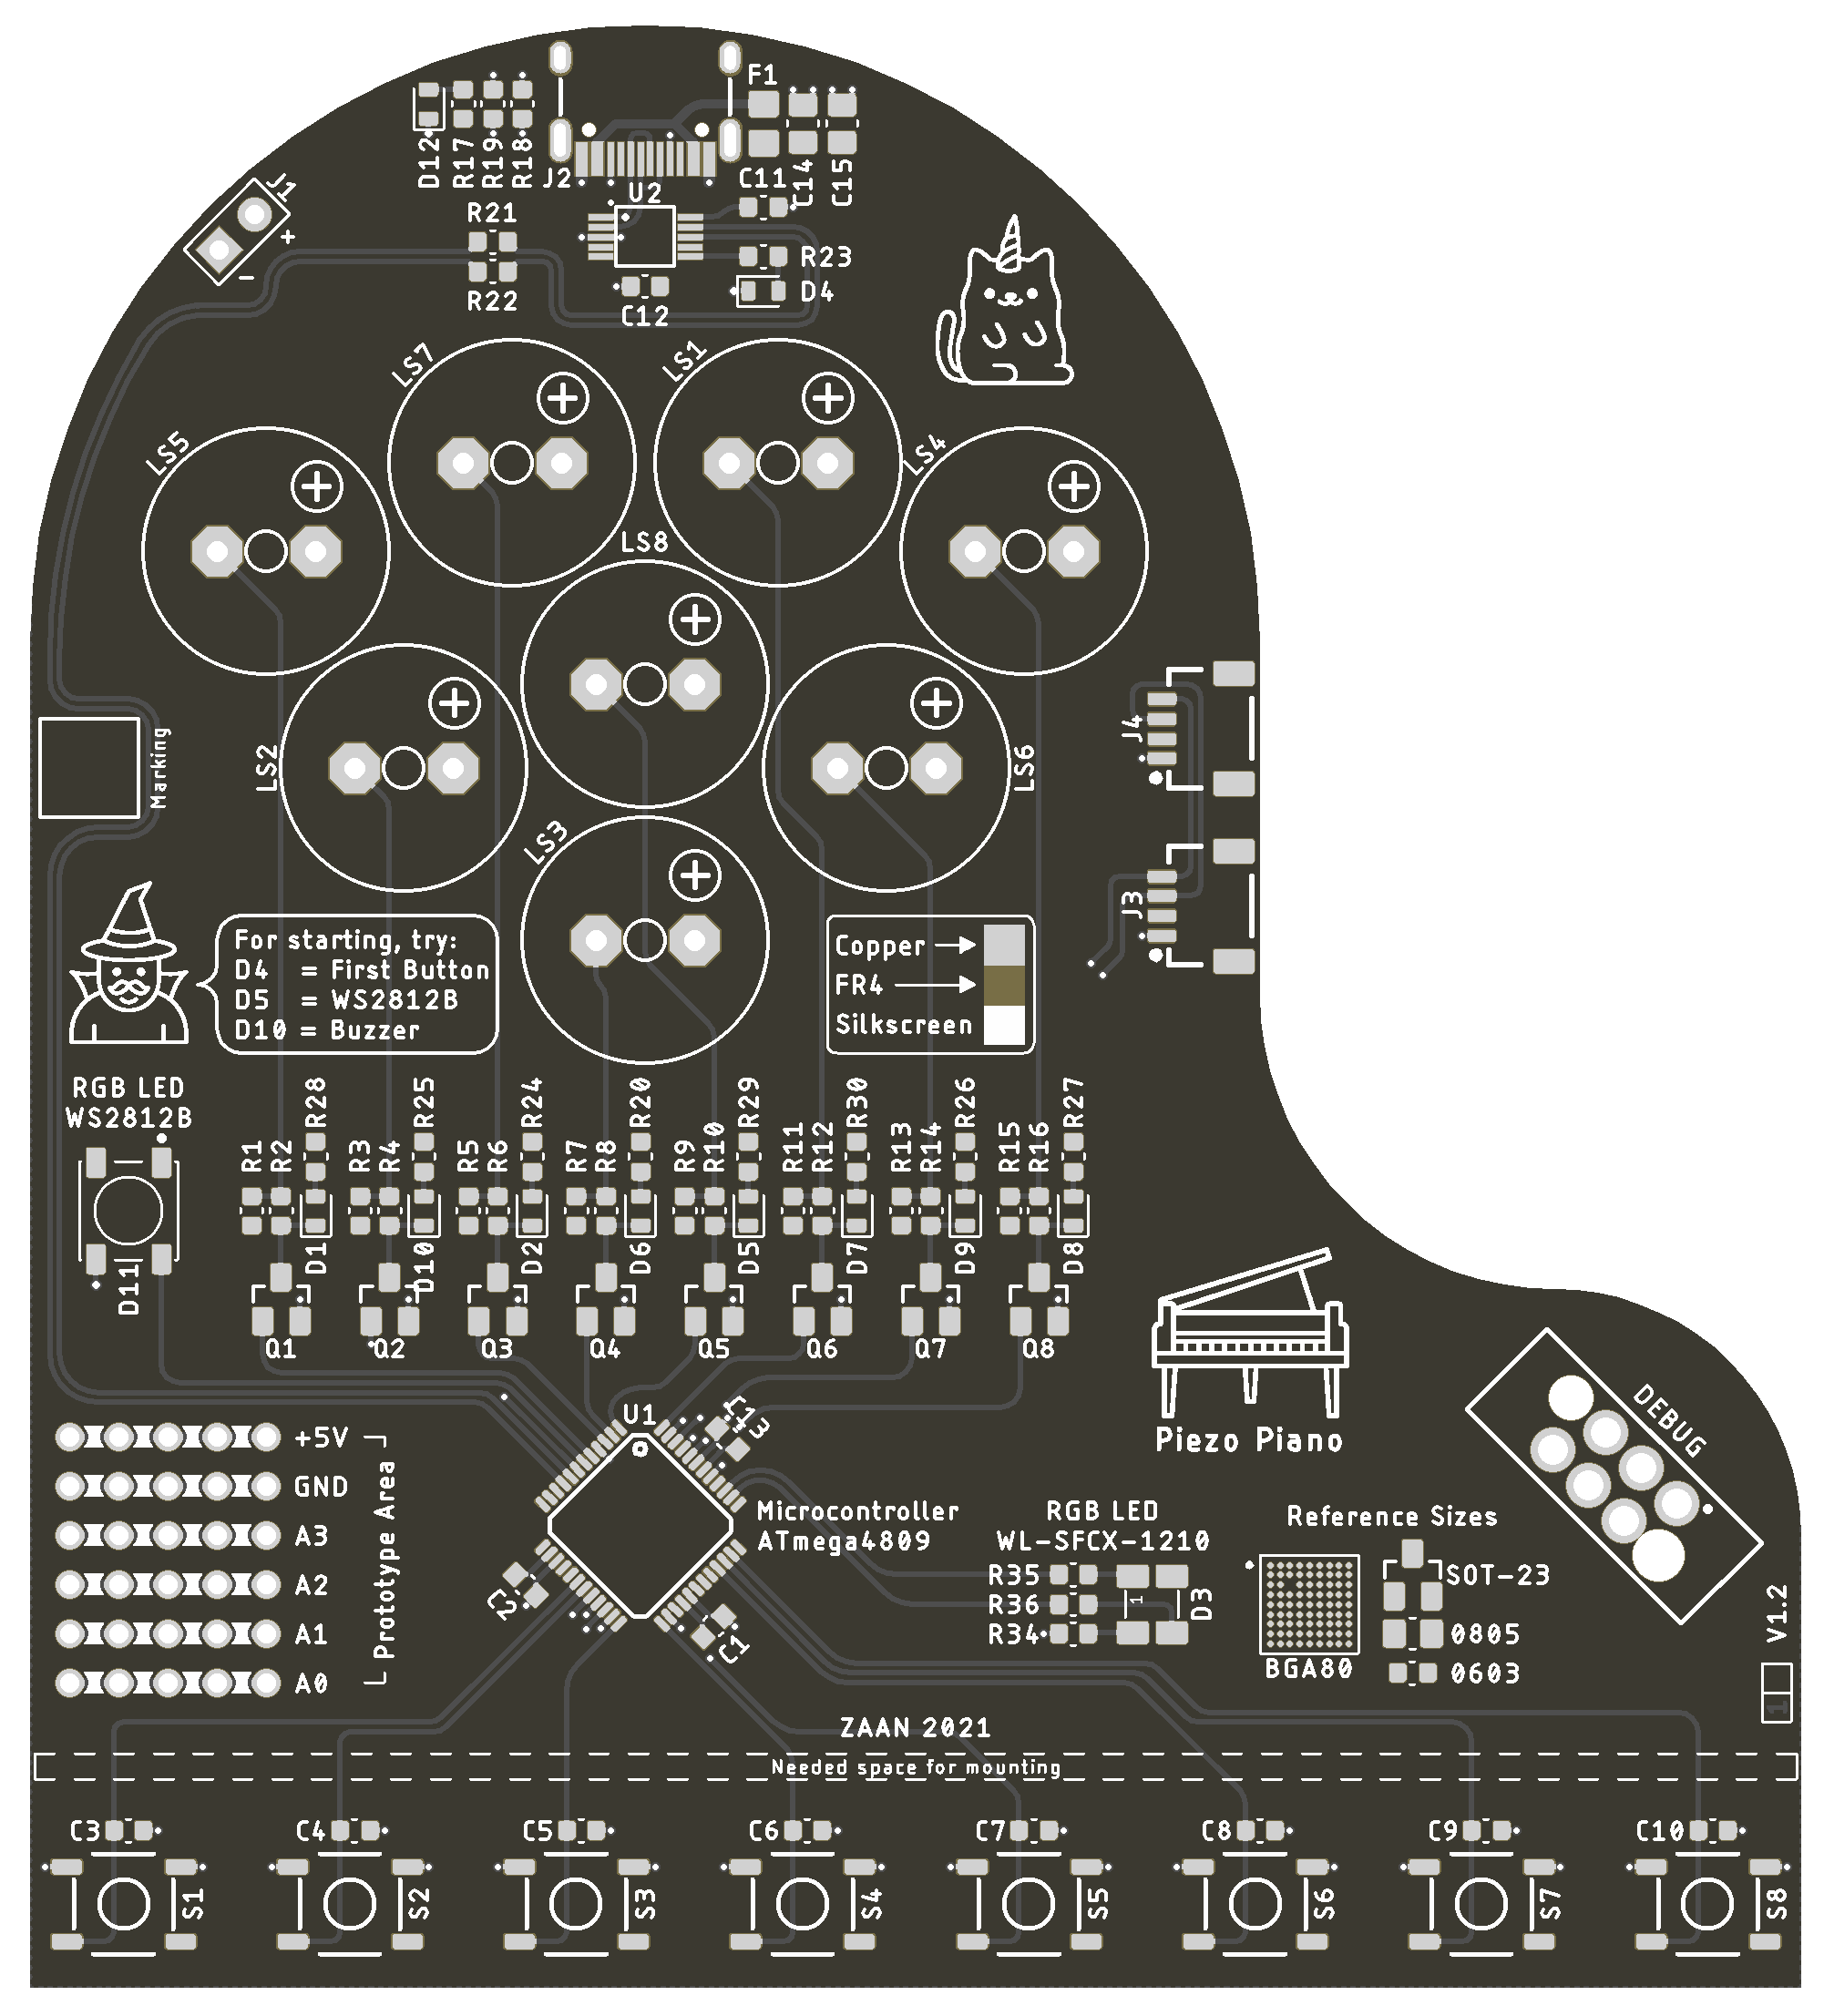 F1
D12
R17
R19
R18
J2
U2
C11
C14
C15
J1
+
-
R21
R22
C12
R23
D4
LS7
LS1
LS5
LS4
LS8
+
+
+
+
+
+
+
+
LS2
LS6
LS3
Marking
J4
J3
For starting, try:
D4 = First Button
D5 = WS2812B
D10 = Buzzer
Copper
FR4
Silkscreen
RGB LED
WS2812B
R1
R2
R28
R3
R4
R25
R5
R6
R24
R7
R8
R20
R9
R10
R29
R11
R12
R30
R13
R14
R26
R15
R16
R27
D11
D1
D10
D2
D6
D5
D7
D9
D8
Q1
Q2
Q3
Q4
Q5
Q6
Q7
Q8
Piezo Piano
DEBUG
+5V
GND
A3
A2
A1
A0
Prototype Area
U1
C13
C2
C1
Microcontroller
ATmega4809
RGB LED
WL-SFCX-1210
R35
R36
R34
1
D3
Reference Sizes
BGA80
SOT-23
0805
0603
V1.2
1
ZAAN 2021
Needed space for mounting
C3
C4
C5
C6
C7
C8
C9
C10
S1
S2
S3
S4
S5
S6
S7
S8